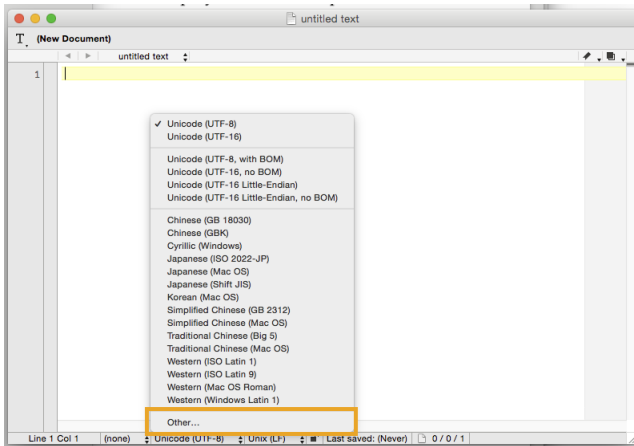 untitled text
(New Document)
untitled text
1
✓ Unicode (UTF-8)
Unicode (UTF-16)
Unicode (UTF-8, with BOM)
Unicode (UTF-16, no BOM)
Unicode (UTF-16 Little-Endian)
Unicode (UTF-16 Little-Endian, no BOM)
Chinese (GB 18030)
Chinese (GBK)
Cyrillic (Windows)
Japanese (ISO 2022-JP)
Japanese (Mac OS)
Japanese (Shift JIS)
Korean (Mac OS)
Simplified Chinese (GB 2312)
Simplified Chinese (Mac OS)
Traditional Chinese (Big 5)
Traditional Chinese (Mac OS)
Western (ISO Latin 1)
Western (ISO Latin 9)
Western (Mac OS Roman)
Western (Windows Latin 1)
Other...
Line 1 Col 1 (none) Unicode (UTF-8) Unix (LF) Last saved: (Never) 0 / 0 / 1